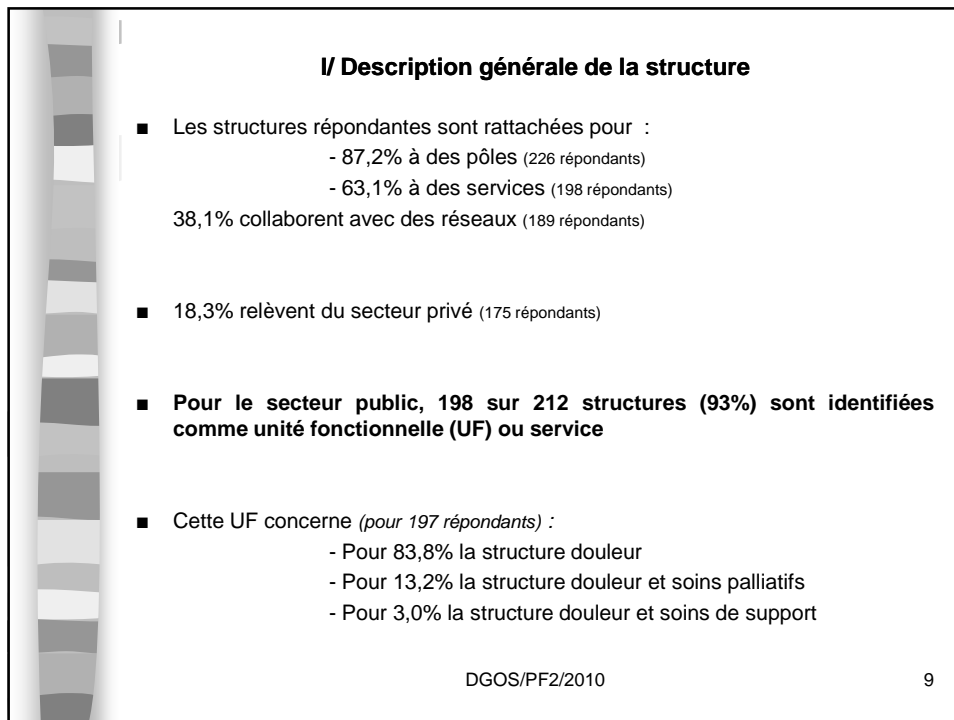 I/ Description générale de la structure
■ Les structures répondantes sont rattachées pour :
- 87,2% à des pôles (226 répondants)
- 63,1% à des services (198 répondants)
38,1% collaborent avec des réseaux (189 répondants)
■ 18,3% relèvent du secteur privé (175 répondants)
■ Pour le secteur public, 198 sur 212 structures (93%) sont identifiées
comme unité fonctionnelle (UF) ou service
■ Cette UF concerne (pour 197 répondants) :
- Pour 83,8% la structure douleur
- Pour 13,2% la structure douleur et soins palliatifs
- Pour 3,0% la structure douleur et soins de support
DGOS/PF2/2010 9